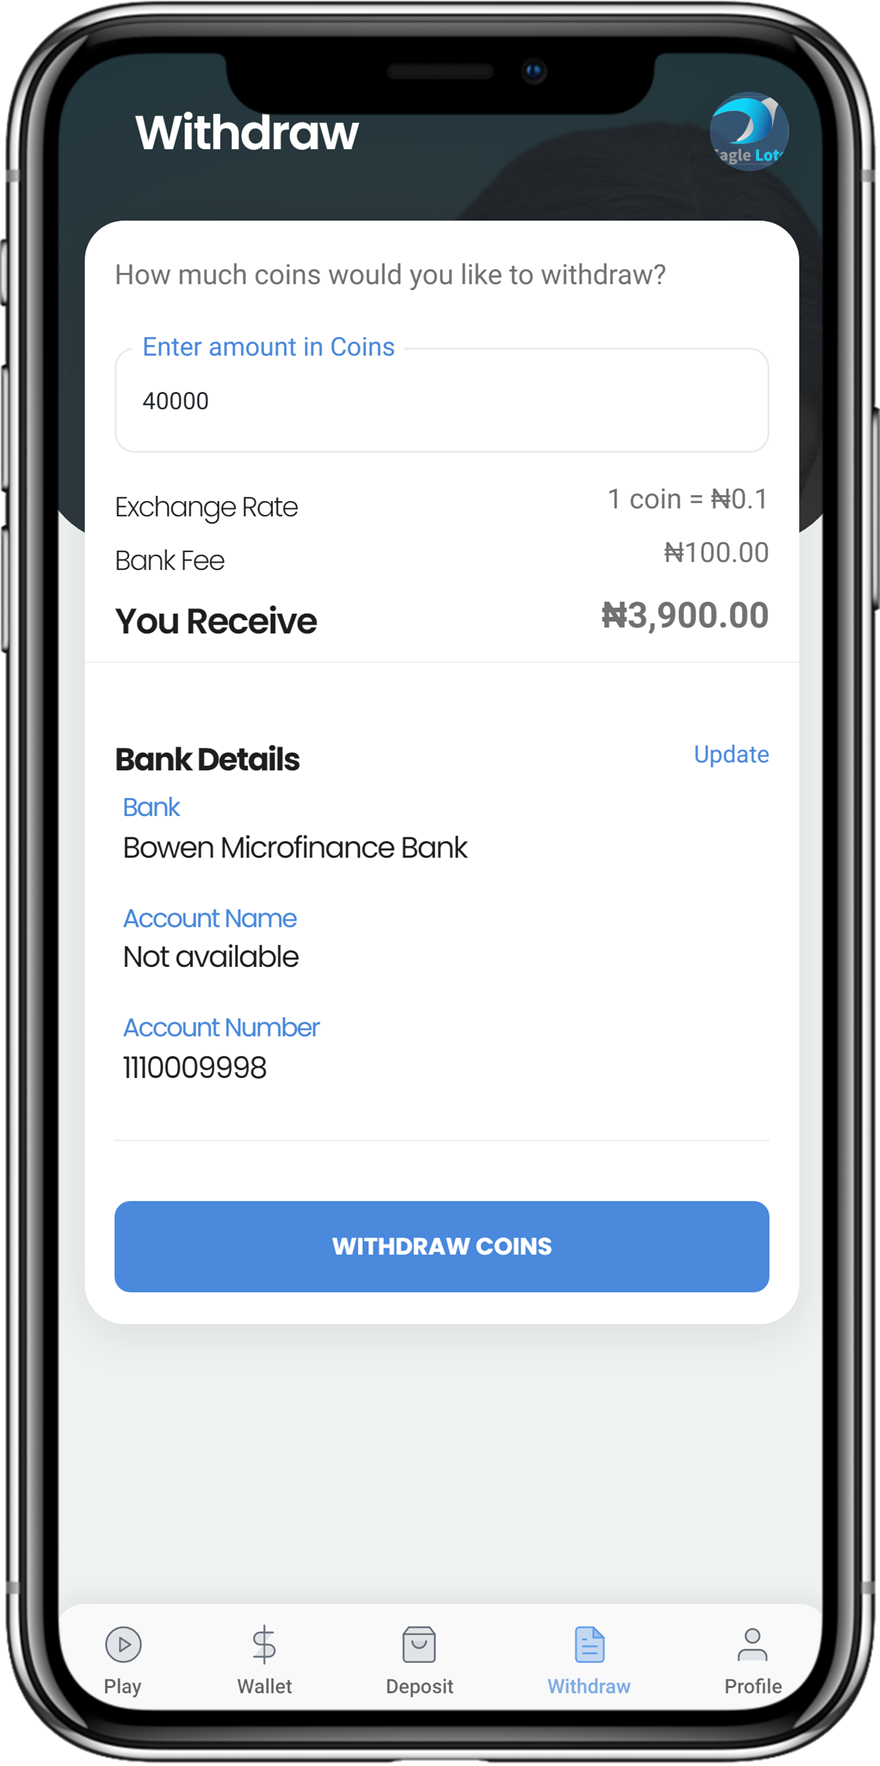 Withdraw
Eagle Lot
How much coins would you like to withdraw?
Enter amount in Coins
40000
Exchange Rate 1 coin = ₦0.1
Bank Fee ₦100.00
You Receive ₦3,900.00
Bank Details Update
Bank
Bowen Microfinance Bank
Account Name
Not available
Account Number
1110009998
WITHDRAW COINS
Play Wallet Deposit Withdraw Profile